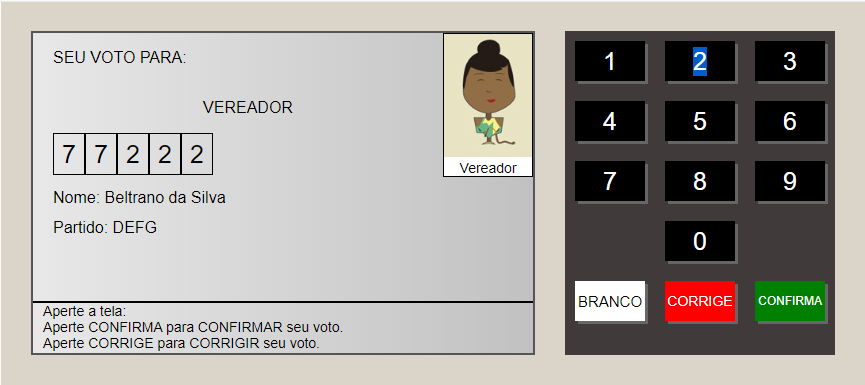 SEU VOTO PARA:
VEREADOR
7 7 2 2 2
Nome: Beltrano da Silva
Partido: DEFG
Vereador
Aperte a tela:
Aperte CONFIRMA para CONFIRMAR seu voto.
Aperte CORRIGE para CORRIGIR seu voto.
1 2 3
4 5 6
7 8 9
0
BRANCO CORRIGE CONFIRMA